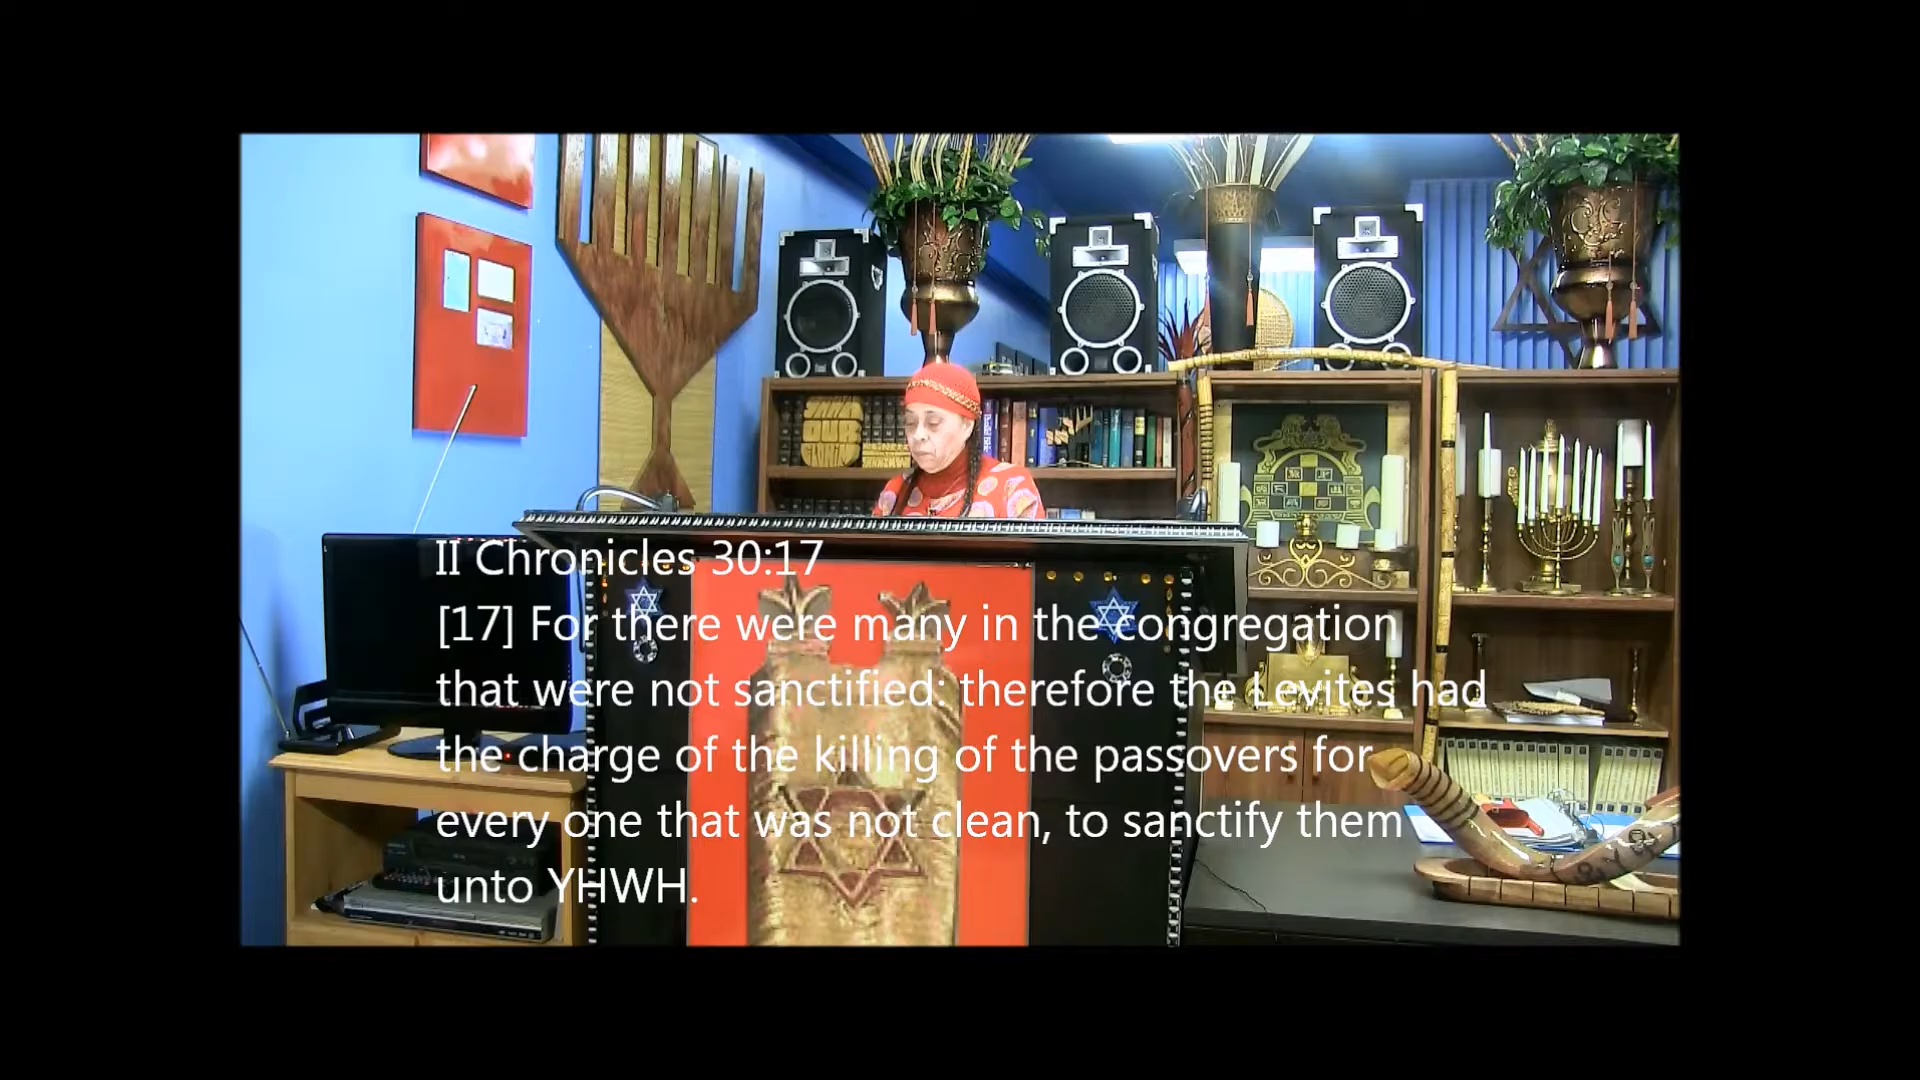 II Chronicles 30:17
[17] For there were many in the congregation
that were not sanctified: therefore the Levites had
the charge of the killing of the passovers for
every one that was not clean, to sanctify them
unto YHWH.